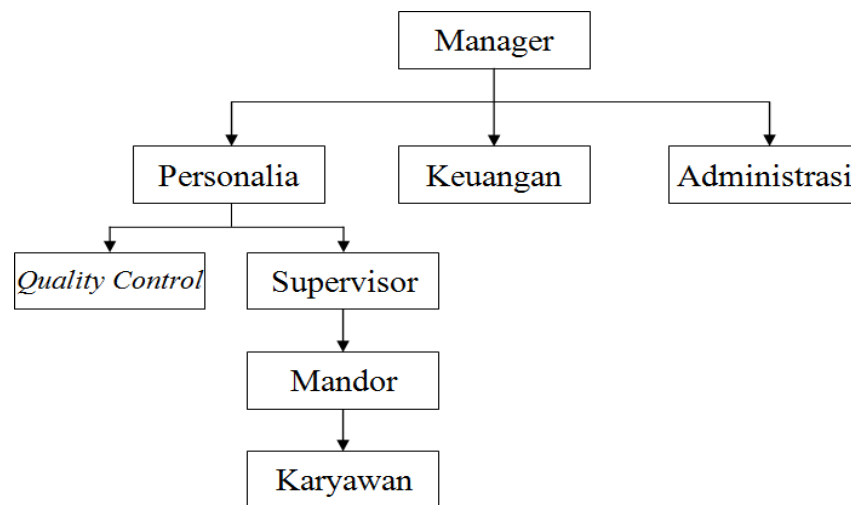 Manager
Personalia
Keuangan
Administrasi
Quality Control
Supervisor
Mandor
Karyawan